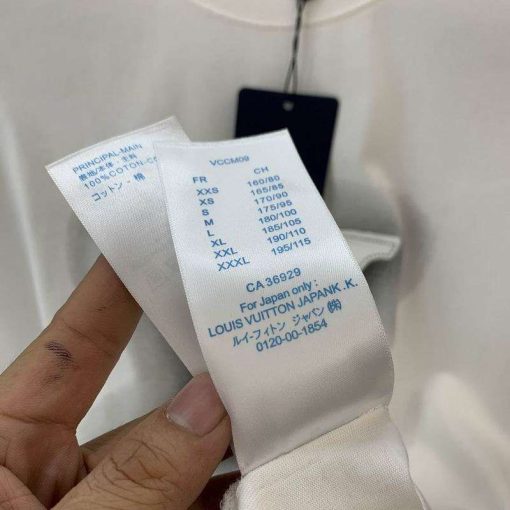 PRINCIPAL-MAIN
100% COTON-CO
コットン・棉
VCCM09
FR CH
XXS 160/80
XS 165/85
S 170/90
M 175/95
L 180/100
XL 185/105
XXL 190/110
XXXL 195/115
CA 36929
For Japan only :
LOUIS VUITTON JAPANK .K.
ルイ・フィトン ジャパン ㈱
0120-00-1854